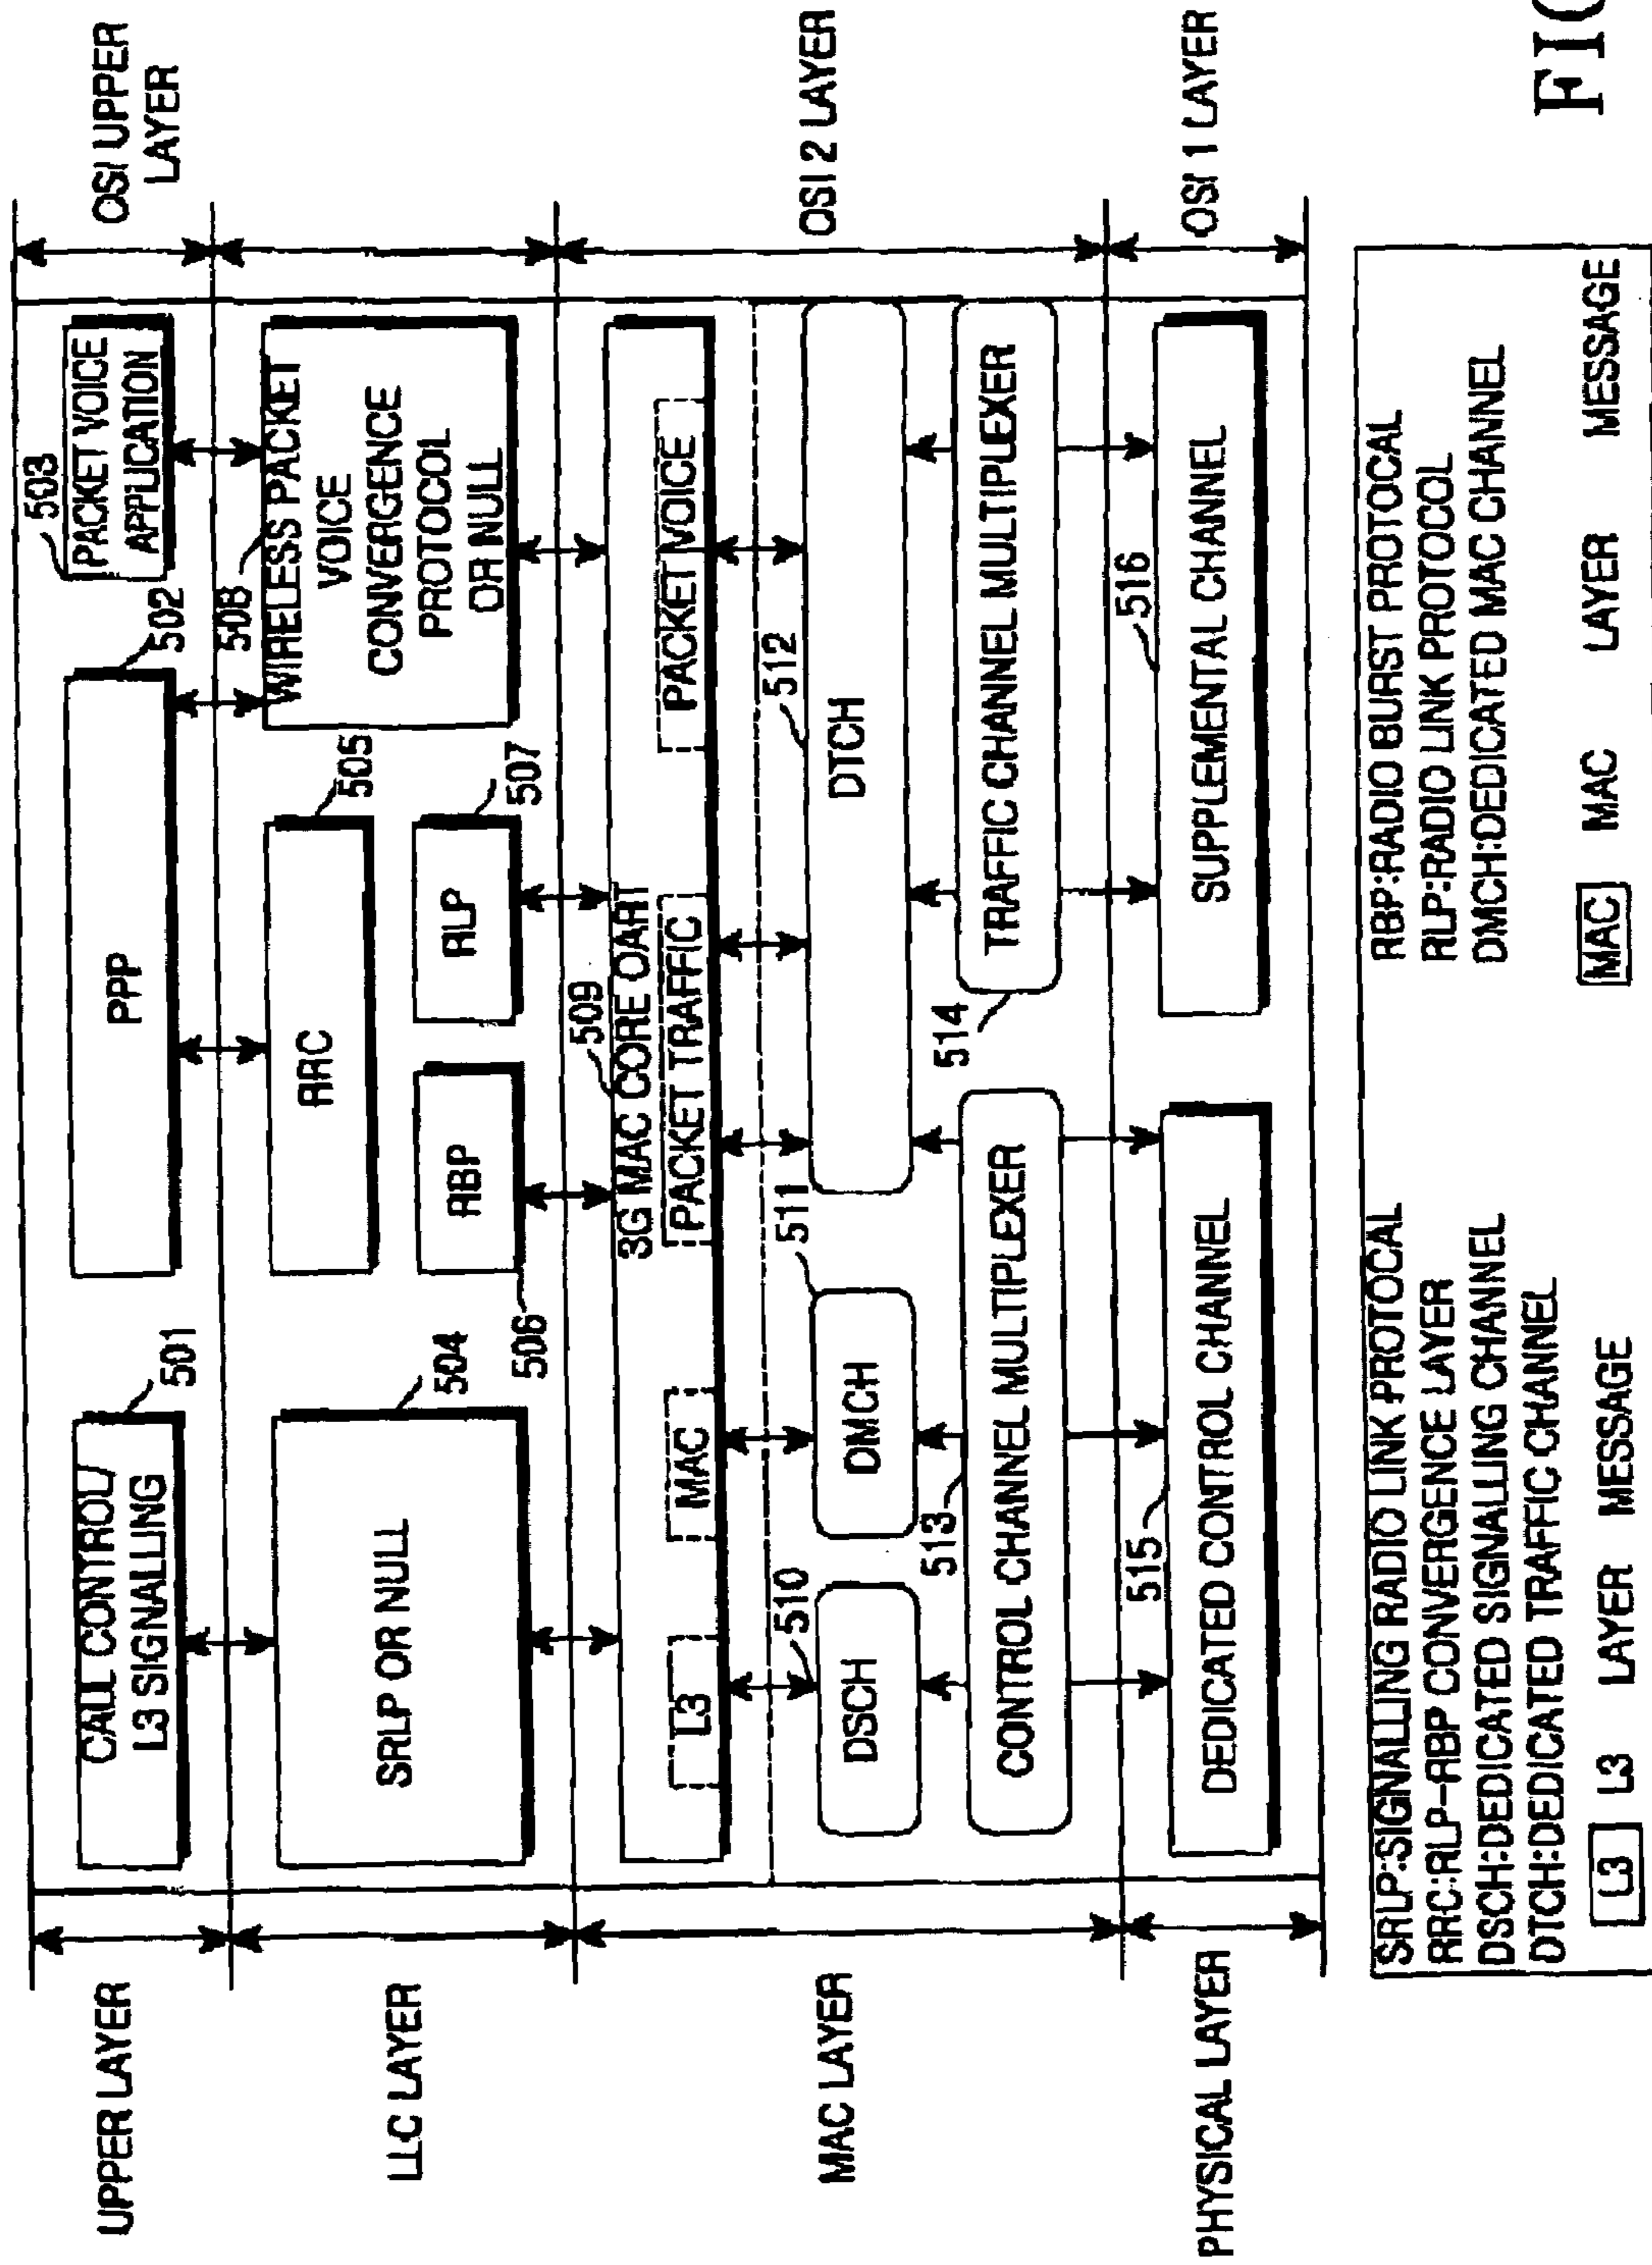 OSI UPPER
LAYER
OSI 2 LAYER
OSI 1 LAYER
UPPER LAYER
LLC LAYER
MAC LAYER
PHYSICAL LAYER
CALL CONTROL/
L3 SIGNALLING
501
PPP
502
503
PACKET VOICE
APPLICATION
SRLP OR NULL
504
RRC
505
RBP
506
RLP
507
508
WIRELESS PACKET
VOICE
CONVERGENCE
PROTOCOL
OR NULL
3G MAC CORE OART
509
L3
MAC
PACKET TRAFFIC
PACKET VOICE
510
DSCH
511
DMCH
512
DTCH
513
CONTROL CHANNEL MULTIPLEXER
514
TRAFFIC CHANNEL MULTIPLEXER
515
DEDICATED CONTROL CHANNEL
516
SUPPLEMENTAL CHANNEL
SRLP:SIGNALLING RADIO LINK PROTOCAL
RRC:RLP-RBP CONVERGENCE LAYER
DSCH:DEDICATED SIGNALLING CHANNEL
DTCH:DEDICATED TRAFFIC CHANNEL
RBP:RADIO BURST PROTOCAL
RLP:RADIO LINK PROTOCOL
DMCH:DEDICATED MAC CHANNEL
L3 L3 LAYER MESSAGE
MAC MAC LAYER MESSAGE